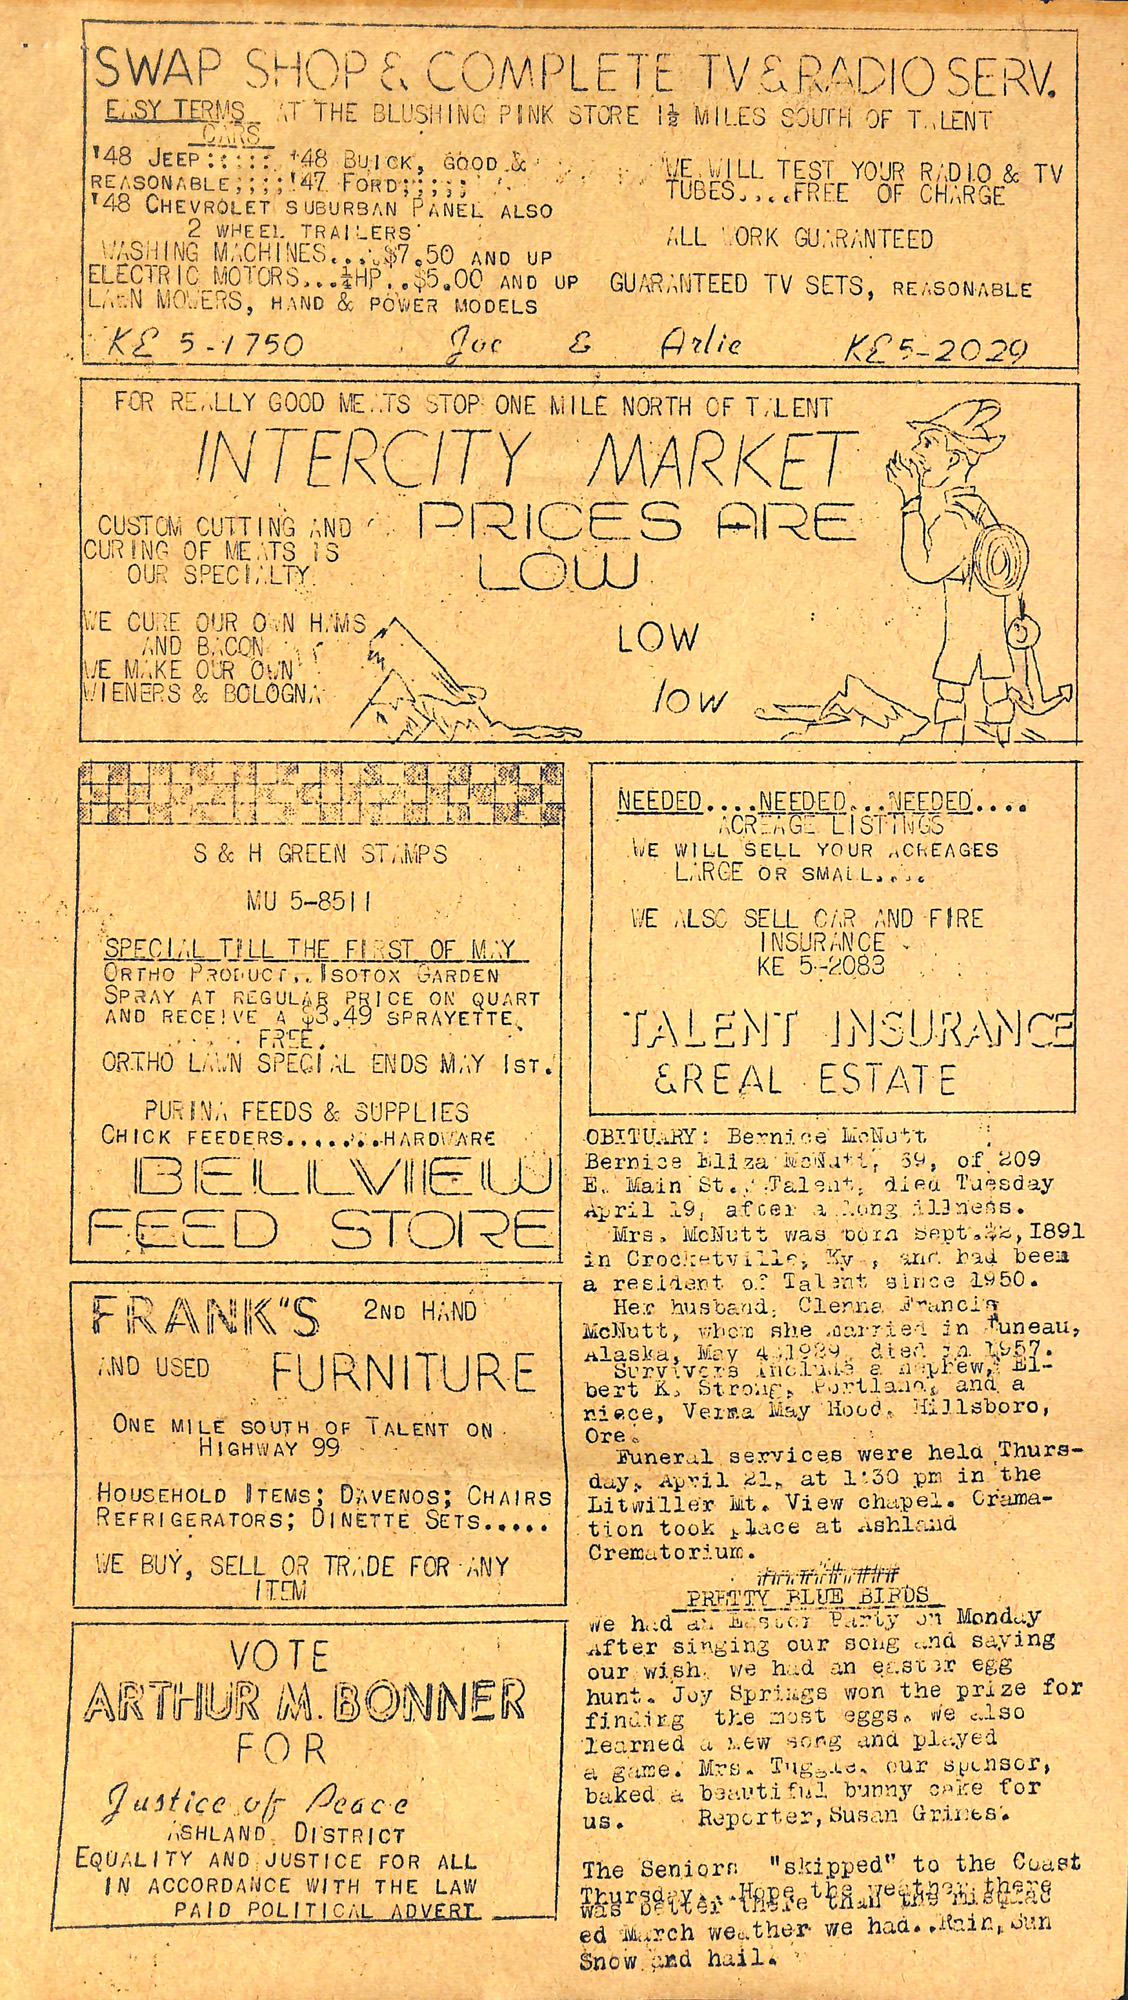 SWAP SHOP & COMPLETE TV & RADIO SERV.
EASY TERMS AT THE BLUSHING PINK STORE 1½ MILES SOUTH OF TALENT
CARS
'48 JEEP::::: '48 BUICK, GOOD &
REASONABLE;;;;'47 FORD;;;;;
'48 CHEVROLET SUBURBAN PANEL ALSO
2 WHEEL TRAILERS
WASHING MACHINES....$7.50 AND UP
ELECTRIC MOTORS...¼HP..$5.00 AND UP
LAWN MOWERS, HAND & POWER MODELS
WE WILL TEST YOUR RADIO & TV
TUBES....FREE OF CHARGE
ALL WORK GUARANTEED
GUARANTEED TV SETS, REASONABLE
KE 5-1750 Joe & Arlie KE5-2029
FOR REALLY GOOD MEATS STOP ONE MILE NORTH OF TALENT
INTERCITY MARKET
PRICES ARE
LOW
LOW
low
CUSTOM CUTTING AND
CURING OF MEATS IS
OUR SPECIALTY
WE CURE OUR OWN HAMS
AND BACON
WE MAKE OUR OWN
WIENERS & BOLOGNA
S & H GREEN STAMPS
MU 5-8511
SPECIAL TILL THE FIRST OF MAY
ORTHO PRODUCT...ISOTOX GARDEN
SPRAY AT REGULAR PRICE ON QUART
AND RECEIVE A $3.49 SPRAYETTE
FREE.
ORTHO LAWN SPECIAL ENDS MAY 1ST.
PURINA FEEDS & SUPPLIES
CHICK FEEDERS.......HARDWARE
BELLVIEW
FEED STORE
FRANK"S 2ND HAND
AND USED FURNITURE
ONE MILE SOUTH OF TALENT ON
HIGHWAY 99
HOUSEHOLD ITEMS; DAVENOS; CHAIRS
REFRIGERATORS; DINETTE SETS.....
WE BUY, SELL OR TRADE FOR ANY
ITEM
VOTE
ARTHUR M. BONNER
FOR
Justice of Peace
ASHLAND DISTRICT
EQUALITY AND JUSTICE FOR ALL
IN ACCORDANCE WITH THE LAW
PAID POLITICAL ADVERT
NEEDED....NEEDED...NEEDED....
ACREAGE LISTINGS
WE WILL SELL YOUR ACREAGES
LARGE OR SMALL....
WE ALSO SELL CAR AND FIRE
INSURANCE
KE 5-2083
TALENT INSURANCE
& REAL ESTATE
OBITUARY: Bernice McNutt
Bernice Eliza McNutt, 69, of 209
E. Main St., Talent, died Tuesday
April 19, after a long illness.
Mrs. McNutt was born Sept.22, 1891
in Crocketville, Ky., and had been
a resident of Talent since 1950.
Her husband, Clenna Francis
McNutt, whom she married in Juneau,
Alaska, May 4, 1929, died in 1957.
Survivors include a nephew, El-
bert K. Strong, Portland, and a
niece, Verma May Hood, Hillsboro,
Ore.
Funeral services were held Thurs-
day, April 21, at 1:30 pm in the
Litwiller Mt. View chapel. Crama-
tion took place at Ashland
Crematorium.
##########
PRETTY BLUE BIRDS
We had an Easter Party on Monday
After singing our song and saying
our wish, we had an easter egg
hunt. Joy Springs won the prize for
finding the most eggs. We also
learned a new song and played
a game. Mrs. Tuggle, our sponsor,
baked a beautiful bunny cake for
us. Reporter, Susan Grimes.
The Seniors "skipped" to the Coast
Thursday...Hope the weather there
was better there than the misplac
ed March weather we had..Rain, Sun
Snow and hail.